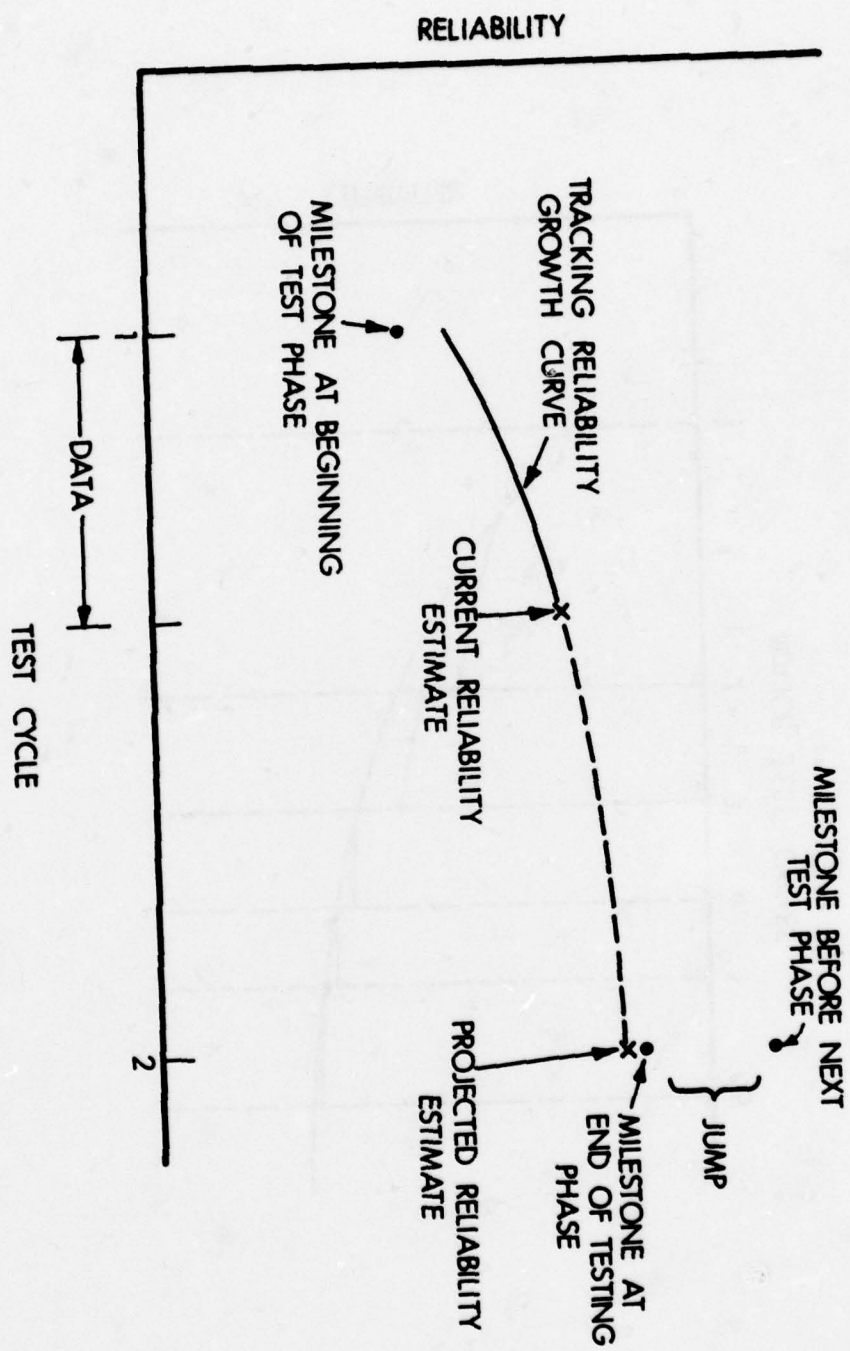 RELIABILITY
MILESTONE BEFORE NEXT
TEST PHASE
JUMP
TRACKING RELIABILITY
GROWTH CURVE
MILESTONE AT
END OF TESTING
PHASE
CURRENT RELIABILITY
ESTIMATE
PROJECTED RELIABILITY
ESTIMATE
MILESTONE AT BEGINNING
OF TEST PHASE
2
DATA
TEST CYCLE